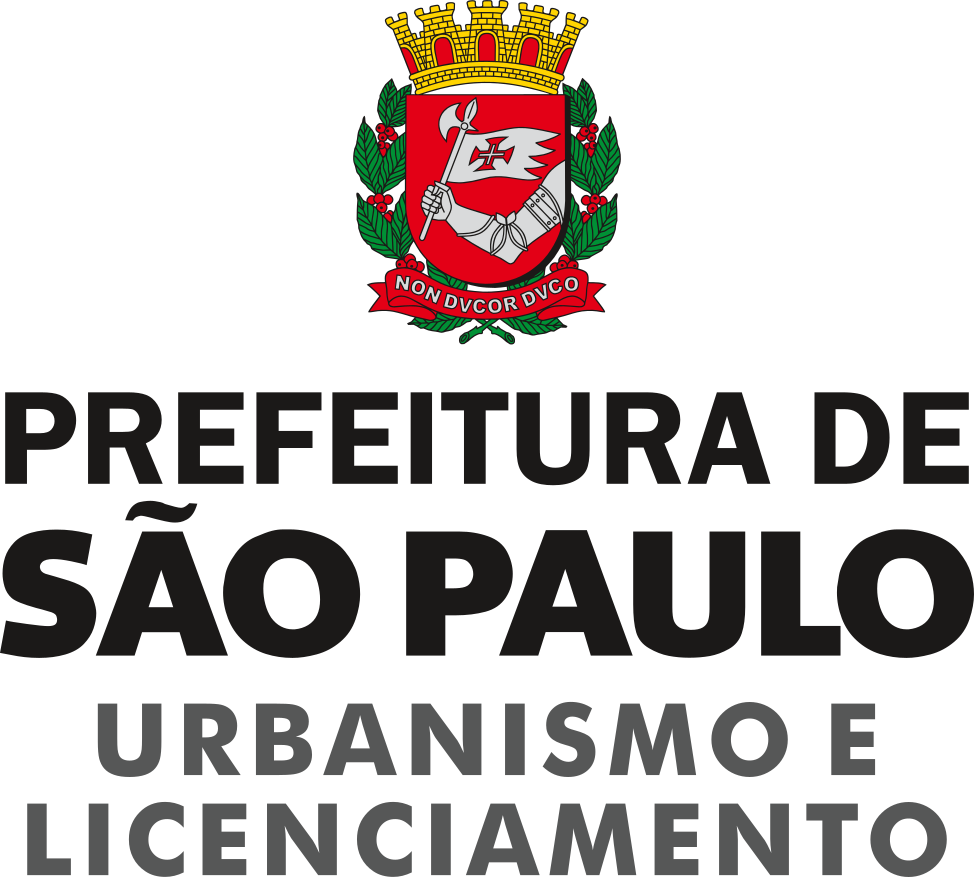 NON DVCOR DVCO
PREFEITURA DE
SÃO PAULO
URBANISMO E
LICENCIAMENTO